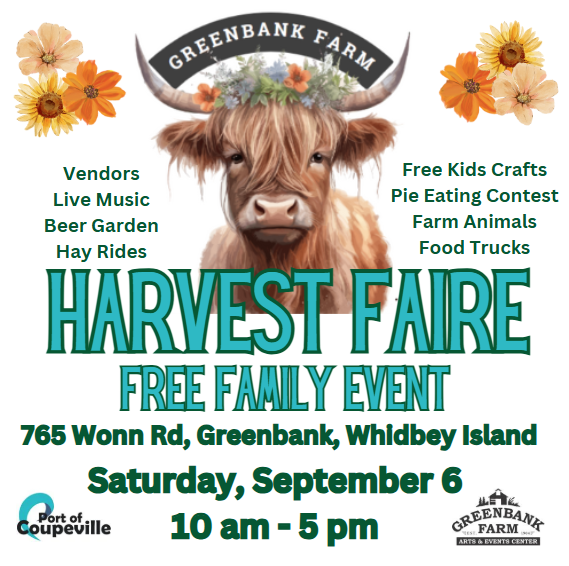 GREENBANK FARM
Vendors
Live Music
Beer Garden
Hay Rides
Free Kids Crafts
Pie Eating Contest
Farm Animals
Food Trucks
HARVEST FAIRE
FREE FAMILY EVENT
765 Wonn Rd, Greenbank, Whidbey Island
Saturday, September 6
10 am - 5 pm
Port of
Coupeville
GREENBANK
FARM
ARTS & EVENTS CENTER